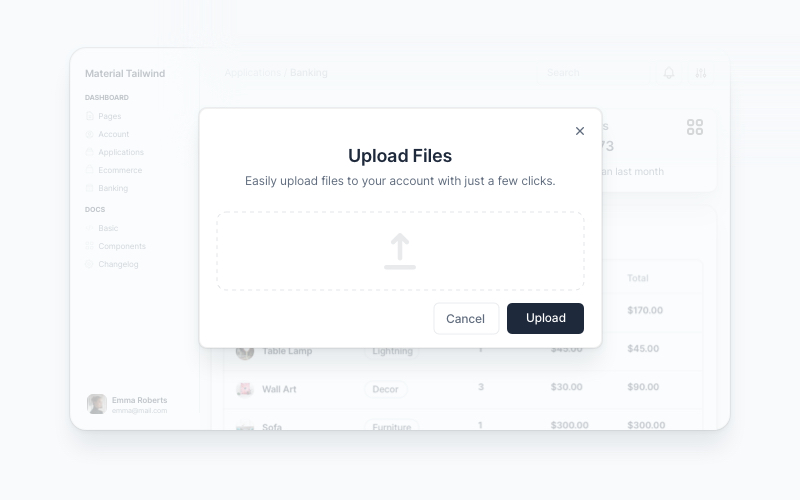 Material Tailwind
Applications / Banking
Search
DASHBOARD
Pages
Account
Applications
Ecommerce
Banking
DOCS
Basic
Components
Changelog
Emma Roberts
emma@mail.com
Upload Files
Easily upload files to your account with just a few clicks.
Cancel
Upload
s
73
an last month
Total
$170.00
Table Lamp
Lightning
1
$45.00
$45.00
Wall Art
Decor
3
$30.00
$90.00
Sofa
Furniture
1
$300.00
$300.00